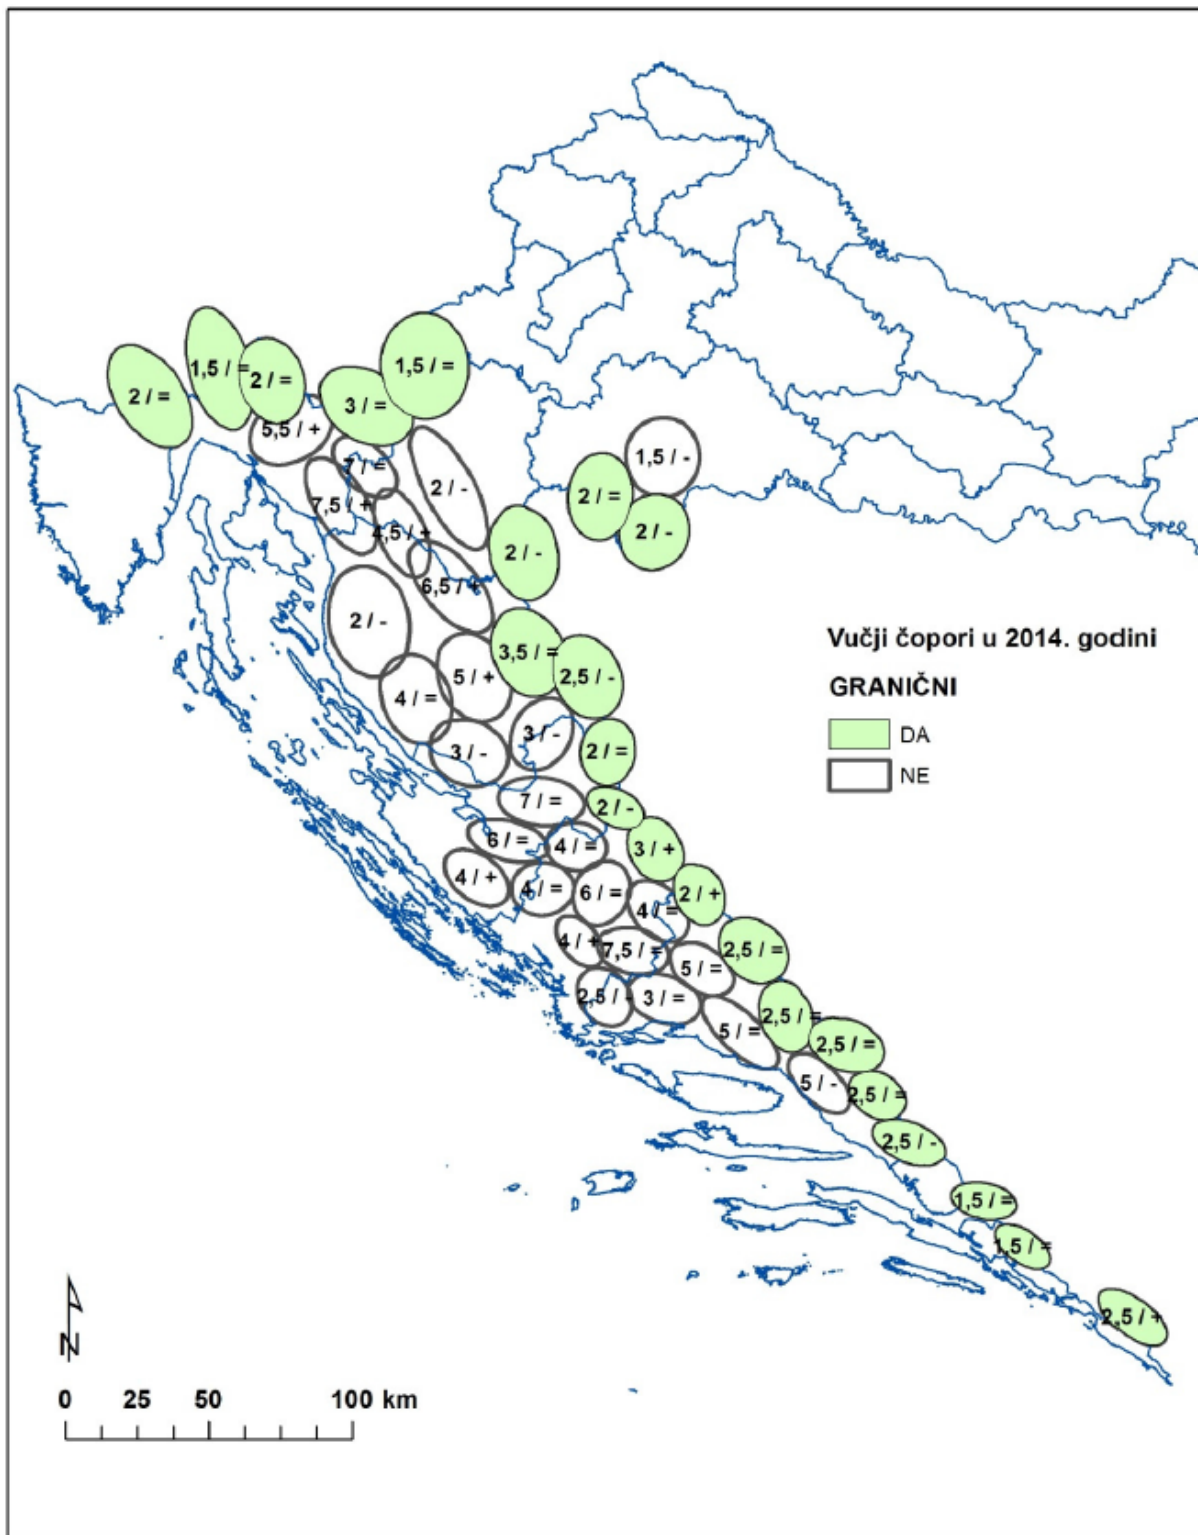 1,5 / =
2 / =
2 / =
1,5 / =
3 / =
5,5 / +
7 / =
1,5 / -
2 / -
2 / =
7,5 / +
4,5 / +
2 / -
2 / -
6,5 / +
2 / -
Vučji čopori u 2014. godini
GRANIČNI
DA
NE
3,5 / =
2,5 / -
5 / +
4 / =
3 / -
3 / -
2 / =
7 / =
2 / -
6 / =
4 / =
3 / +
4 / +
4 / =
6 / =
2 / +
4 / =
4 / +
7,5 / =
2,5 / =
5 / =
2,5 / -
3 / =
5 / =
2,5 / =
2,5 / =
5 / -
2,5 / =
2,5 / -
1,5 / =
1,5 / =
2,5 / +
N
0 25 50 100 km